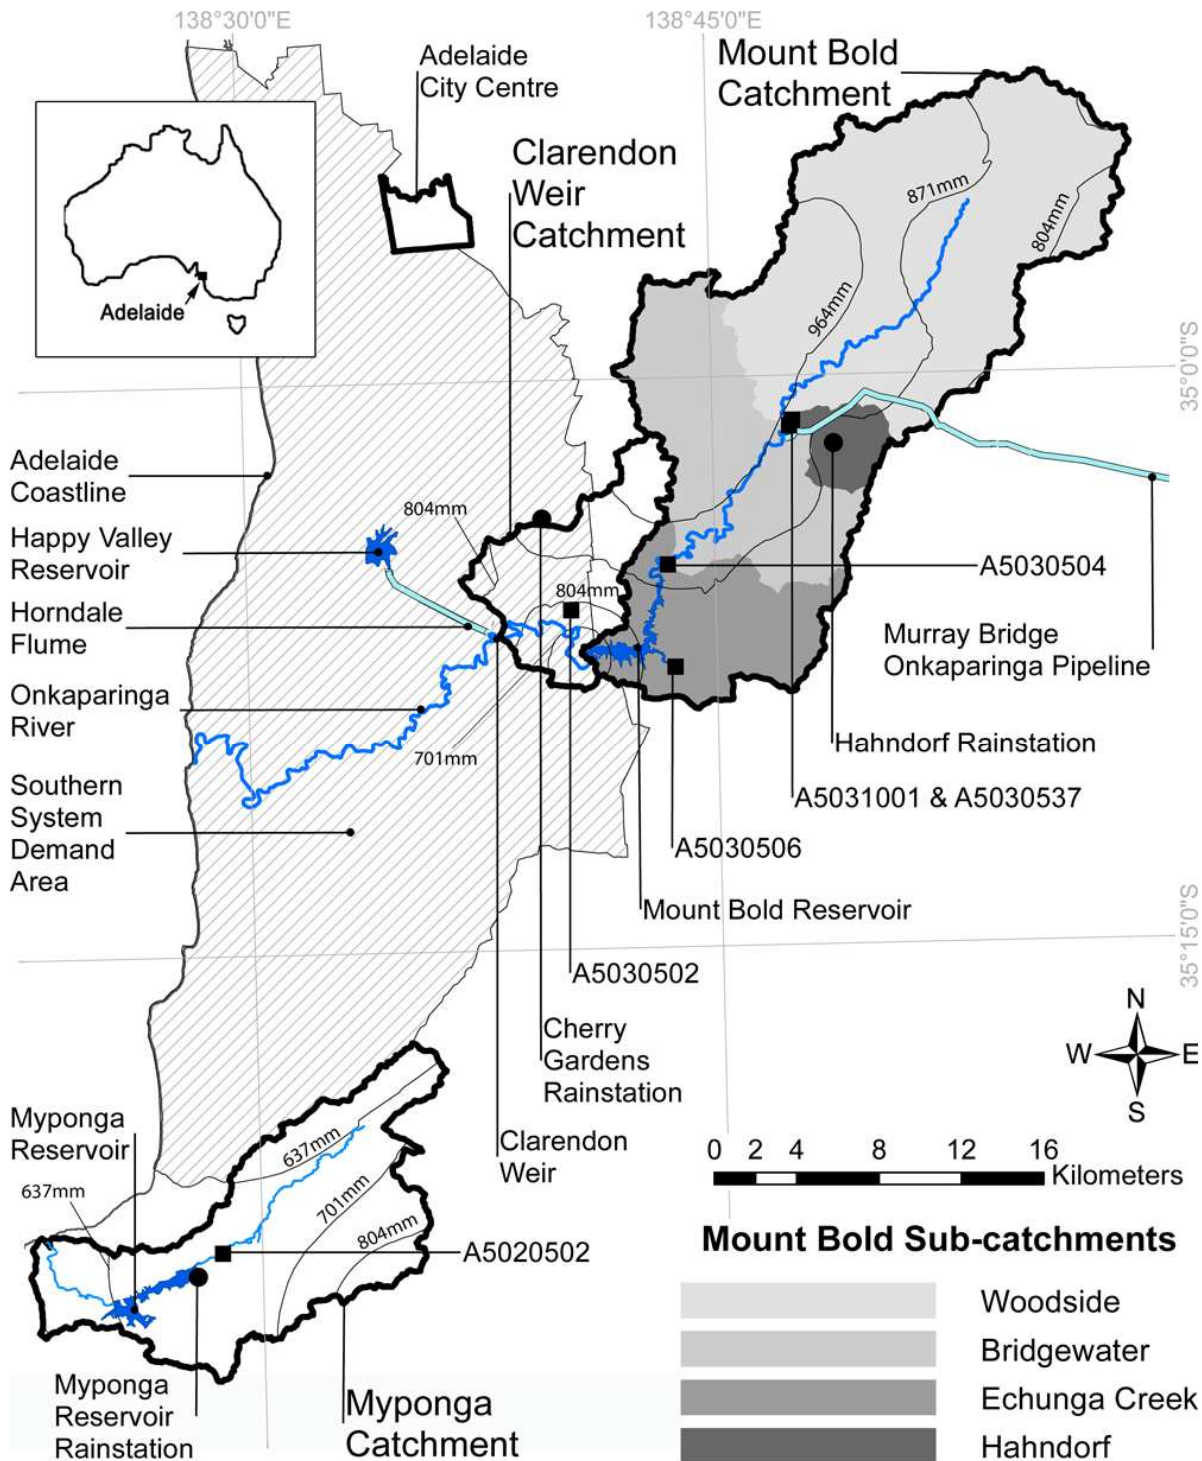 138°30'0"E
138°45'0"E
Adelaide
City Centre
Mount Bold
Catchment
Clarendon
Weir
Catchment
871mm
804mm
964mm
Adelaide
35°0'0"S
Adelaide
Coastline
804mm
Happy Valley
Reservoir
A5030504
804mm
Horndale
Flume
Murray Bridge
Onkaparinga Pipeline
Onkaparinga
River
701mm
Hahndorf Rainstation
Southern
System
Demand
Area
A5031001 & A5030537
A5030506
Mount Bold Reservoir
35°15'0"S
A5030502
Cherry
Gardens
Rainstation
N
W
E
S
Myponga
Reservoir
637mm
Clarendon
Weir
0 2 4 8 12 16
Kilometers
637mm
701mm
804mm
A5020502
Mount Bold Sub-catchments
Woodside
Bridgewater
Echunga Creek
Hahndorf
Myponga
Reservoir
Rainstation
Myponga
Catchment